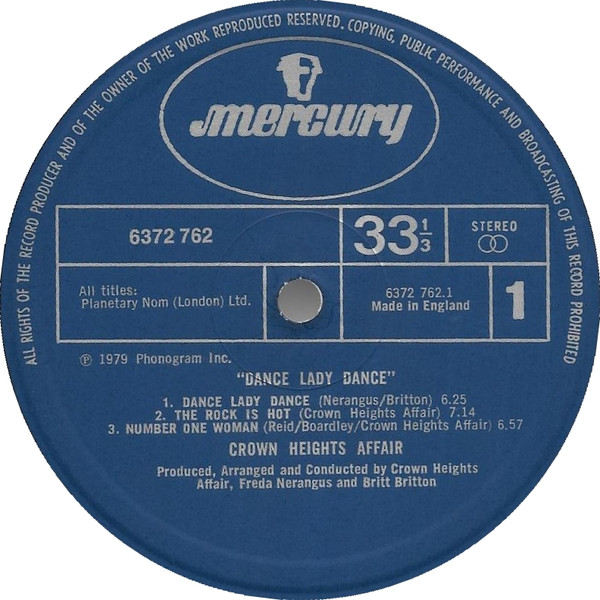 ALL RIGHTS OF THE RECORD PRODUCER AND OF THE OWNER OF THE WORK REPRODUCED RESERVED. COPYING, PUBLIC PERFORMANCE AND BROADCASTING OF THIS RECORD PROHIBITED
mercury
6372 762
33⅓
STEREO
All titles:
Planetary Nom (London) Ltd.
6372 762.1
Made in England
1
℗ 1979 Phonogram Inc.
"DANCE LADY DANCE"
1. DANCE LADY DANCE (Nerangus/Britton) 6.25
2. THE ROCK IS HOT (Crown Heights Affair) 7.14
3. NUMBER ONE WOMAN (Reid/Boardley/Crown Heights Affair) 6.57
CROWN HEIGHTS AFFAIR
Produced, Arranged and Conducted by Crown Heights
Affair, Freda Nerangus and Britt Britton